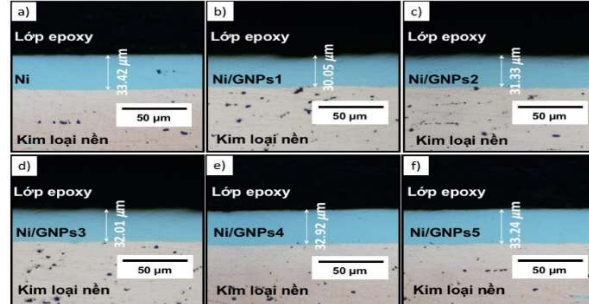 a)
Lớp epoxy
Ni
33.42 µm
50 µm
Kim loại nền
b)
Lớp epoxy
Ni/GNPs1
30.05 µm
50 µm
Kim loại nền
c)
Lớp epoxy
Ni/GNPs2
31.33 µm
50 µm
Kim loại nền
d)
Lớp epoxy
Ni/GNPs3
32.01 µm
50 µm
Kim loại nền
e)
Lớp epoxy
Ni/GNPs4
32.92 µm
50 µm
Kim loại nền
f)
Lớp epoxy
Ni/GNPs5
33.24 µm
50 µm
Kim loại nền